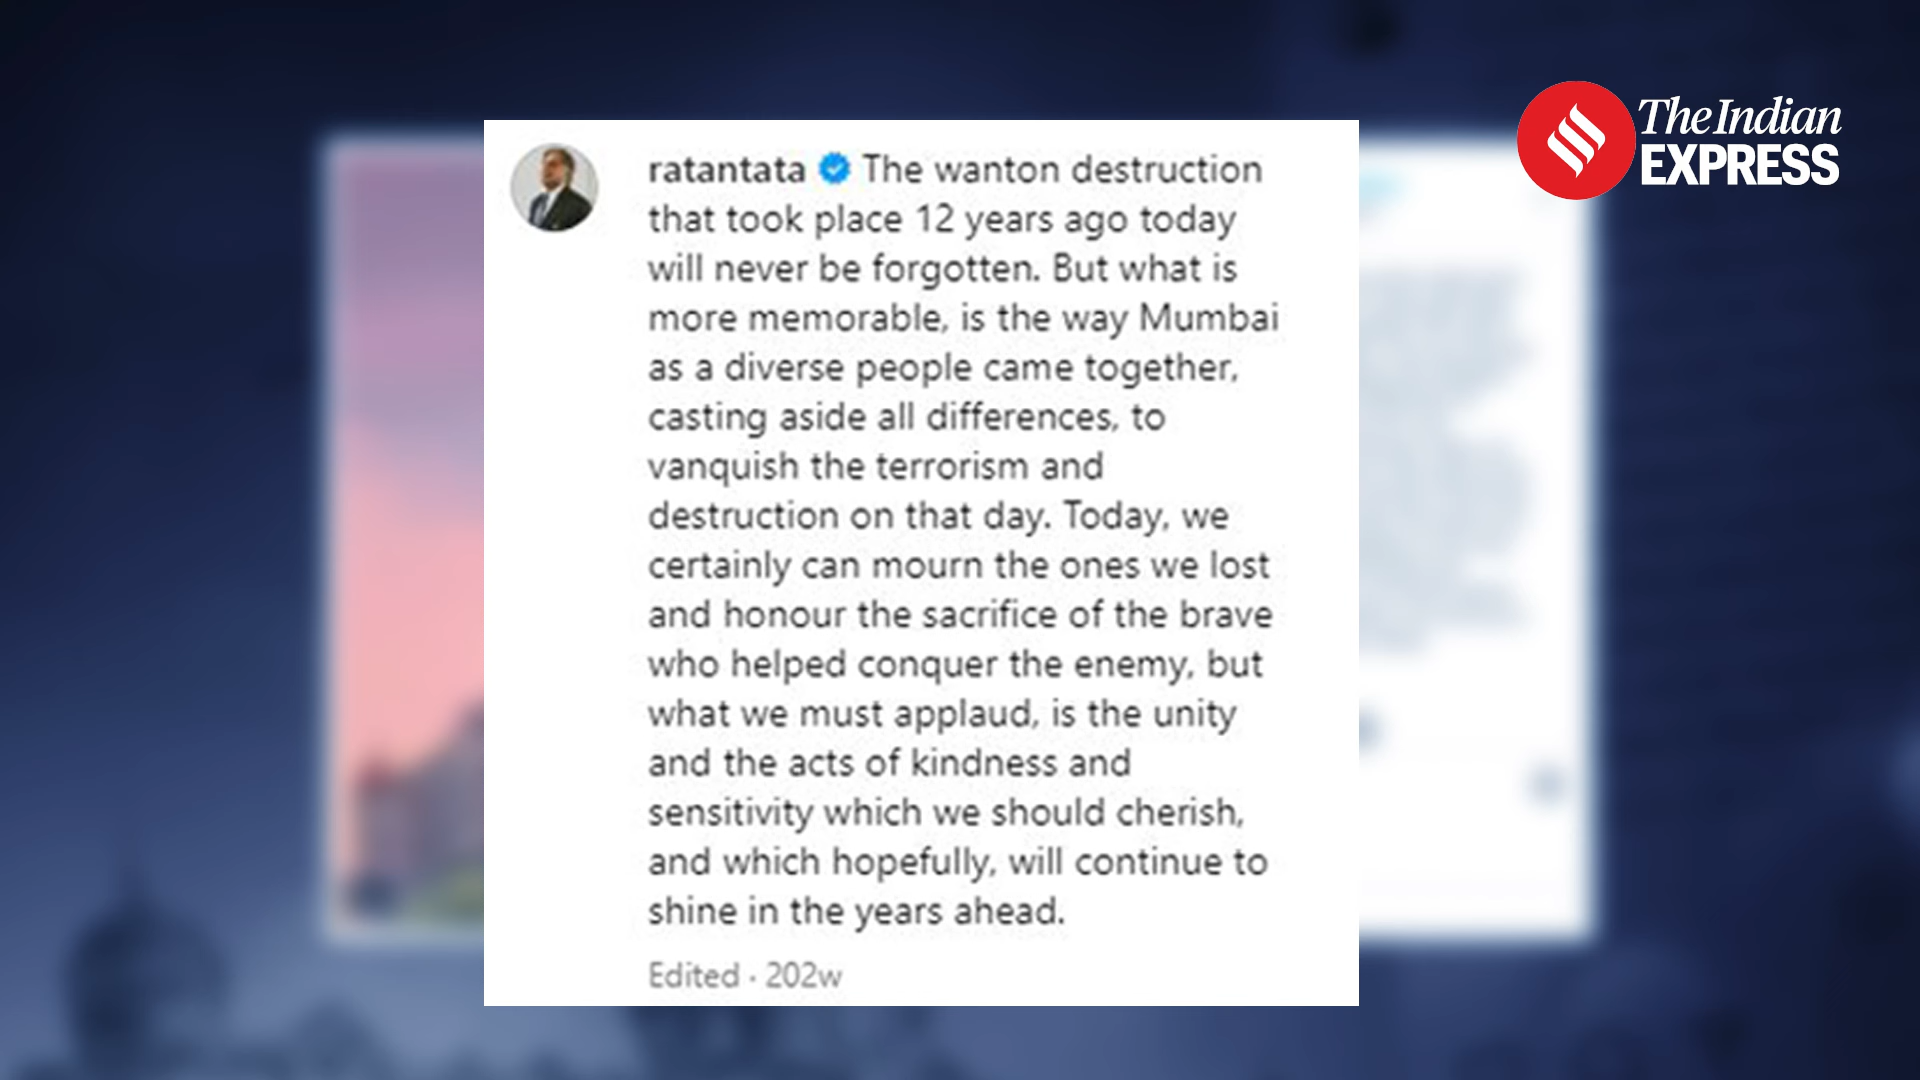 The Indian
EXPRESS
ratantata The wanton destruction
that took place 12 years ago today
will never be forgotten. But what is
more memorable, is the way Mumbai
as a diverse people came together,
casting aside all differences, to
vanquish the terrorism and
destruction on that day. Today, we
certainly can mourn the ones we lost
and honour the sacrifice of the brave
who helped conquer the enemy, but
what we must applaud, is the unity
and the acts of kindness and
sensitivity which we should cherish,
and which hopefully, will continue to
shine in the years ahead.
Edited · 202w